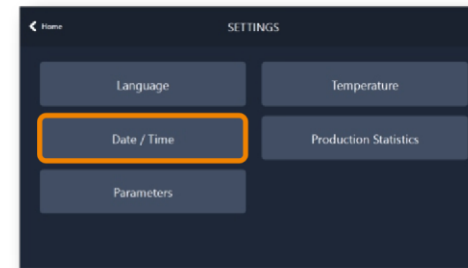 Home
SETTINGS
Language
Temperature
Date / Time
Production Statistics
Parameters